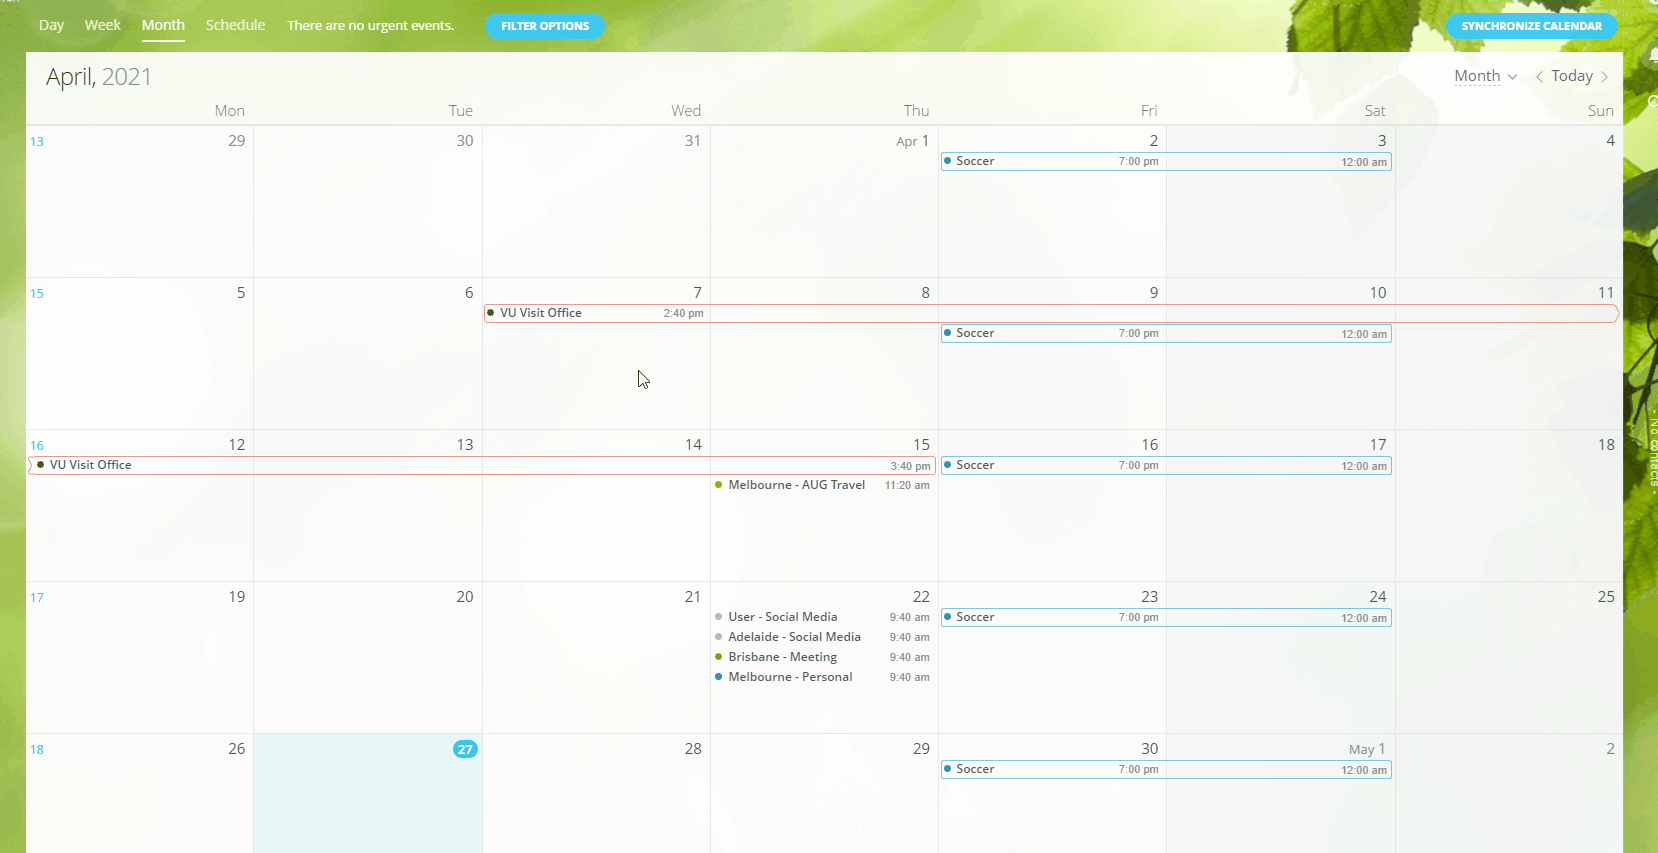 Day Week Month Schedule There are no urgent events. FILTER OPTIONS SYNCHRONIZE CALENDAR
April, 2021 Month Today
Mon Tue Wed Thu Fri Sat Sun
13 29 30 31 Apr 1 2 3 4
Soccer 7:00 pm 12:00 am
15 5 6 7 8 9 10 11
VU Visit Office 2:40 pm
Soccer 7:00 pm 12:00 am
- No contacts -
16 12 13 14 15 16 17 18
VU Visit Office 3:40 pm Soccer 7:00 pm 12:00 am
Melbourne - AUG Travel 11:20 am
17 19 20 21 22 23 24 25
User - Social Media 9:40 am Soccer 7:00 pm 12:00 am
Adelaide - Social Media 9:40 am
Brisbane - Meeting 9:40 am
Melbourne - Personal 9:40 am
18 26 27 28 29 30 May 1 2
Soccer 7:00 pm 12:00 am